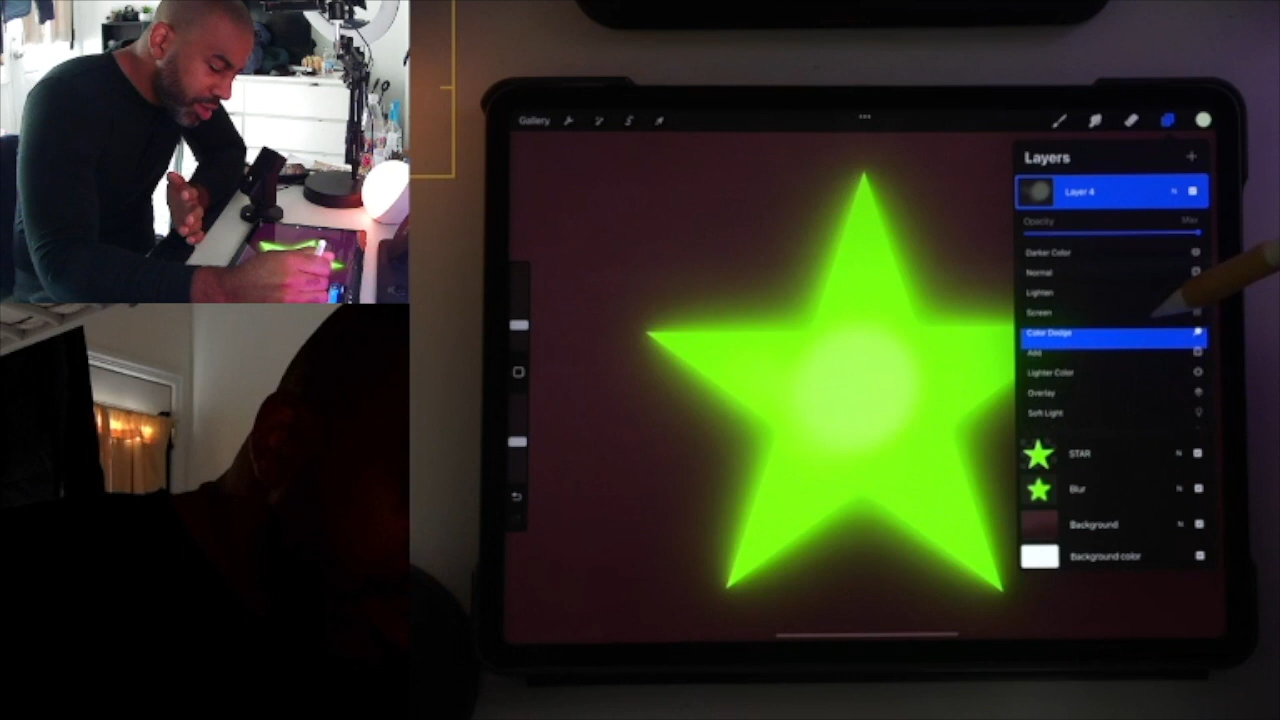 Gallery
Layers
Layer 4
N
Opacity
Max
Darker Color
Normal
Lighten
Screen
Color Dodge
Add
Lighter Color
Overlay
Soft Light
STAR
N
Blur
N
Background
N
Background color